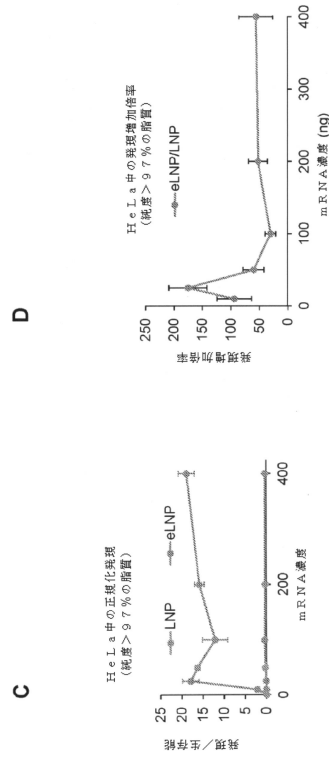 C
HeLa中の正規化発現
(純度>97%の脂質)
LNP
eLNP
発現/生存能
25
20
15
10
5
0
0
200
400
mRNA濃度
D
HeLa中の発現増加倍率
(純度>97%の脂質)
eLNP/LNP
発現増加倍率
250
200
150
100
50
0
0
100
200
300
400
mRNA濃度 (ng)